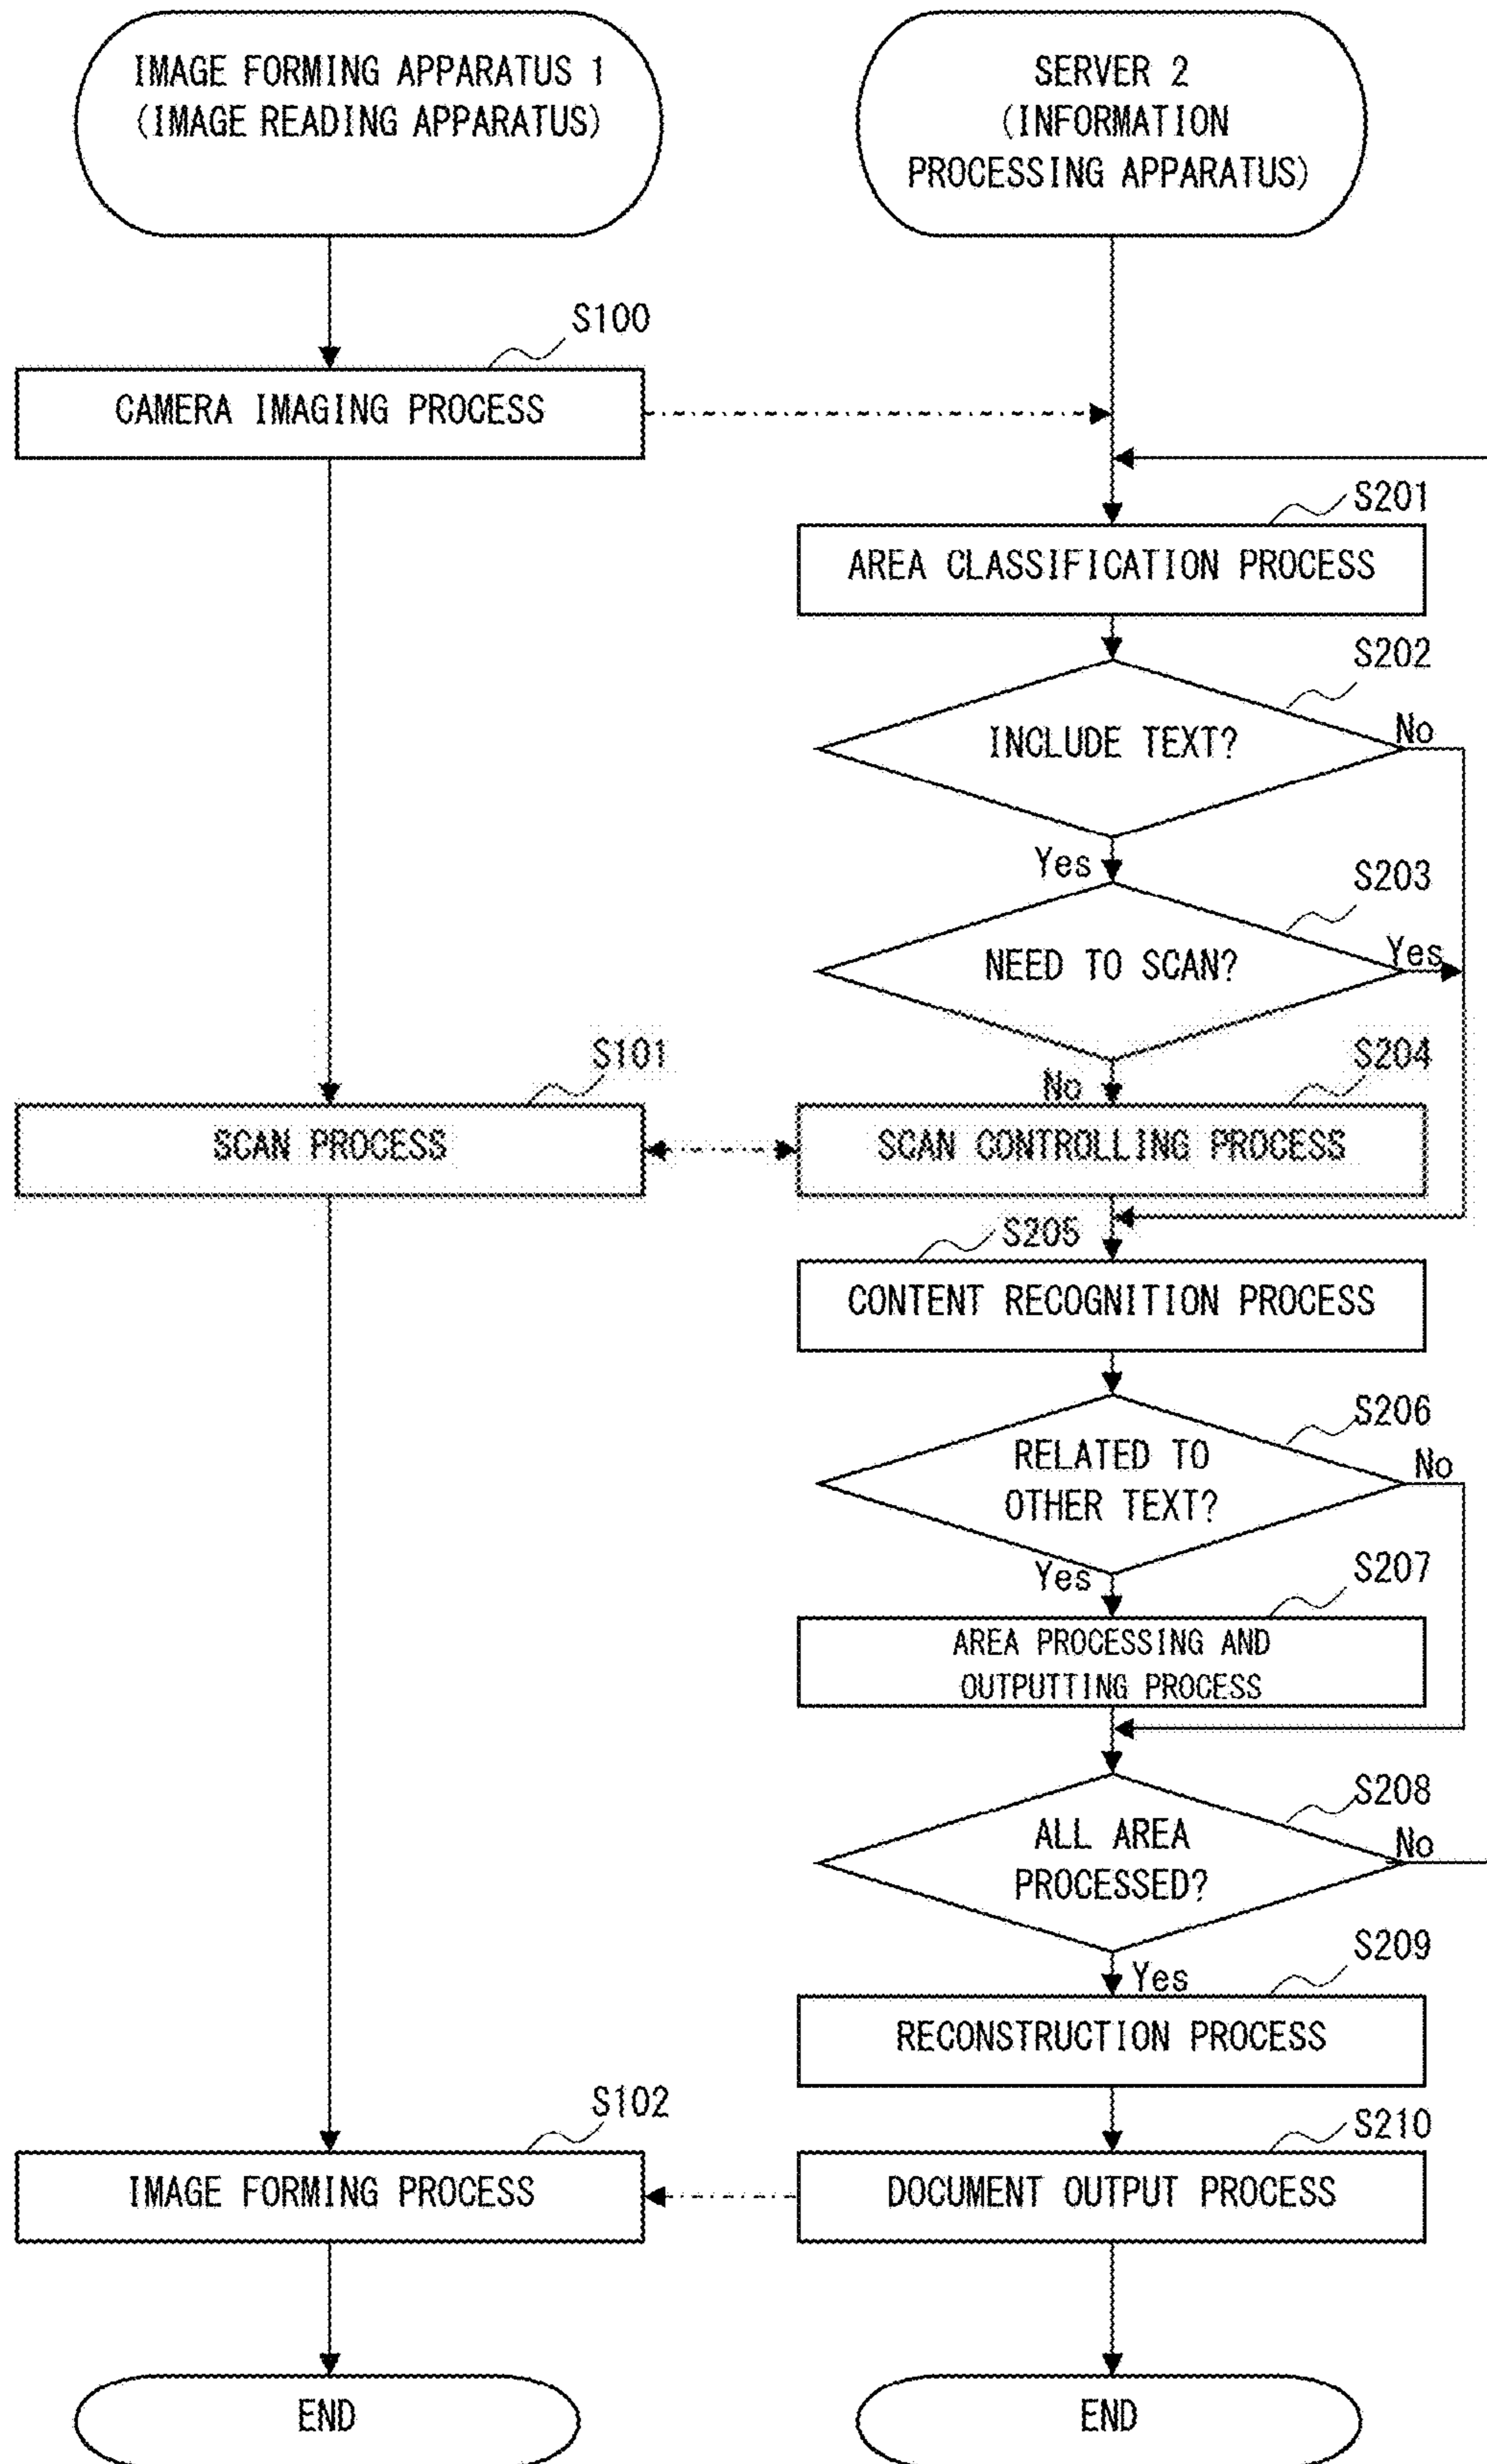 IMAGE FORMING APPARATUS 1
(IMAGE READING APPARATUS)
SERVER 2
(INFORMATION
PROCESSING APPARATUS)
S100
CAMERA IMAGING PROCESS
S201
AREA CLASSIFICATION PROCESS
S202
INCLUDE TEXT?
No
Yes
S203
NEED TO SCAN?
Yes
No
S101
SCAN PROCESS
S204
SCAN CONTROLLING PROCESS
S205
CONTENT RECOGNITION PROCESS
S206
RELATED TO
OTHER TEXT?
No
Yes
S207
AREA PROCESSING AND
OUTPUTTING PROCESS
S208
ALL AREA
PROCESSED?
No
Yes
S209
RECONSTRUCTION PROCESS
S102
IMAGE FORMING PROCESS
S210
DOCUMENT OUTPUT PROCESS
END
END